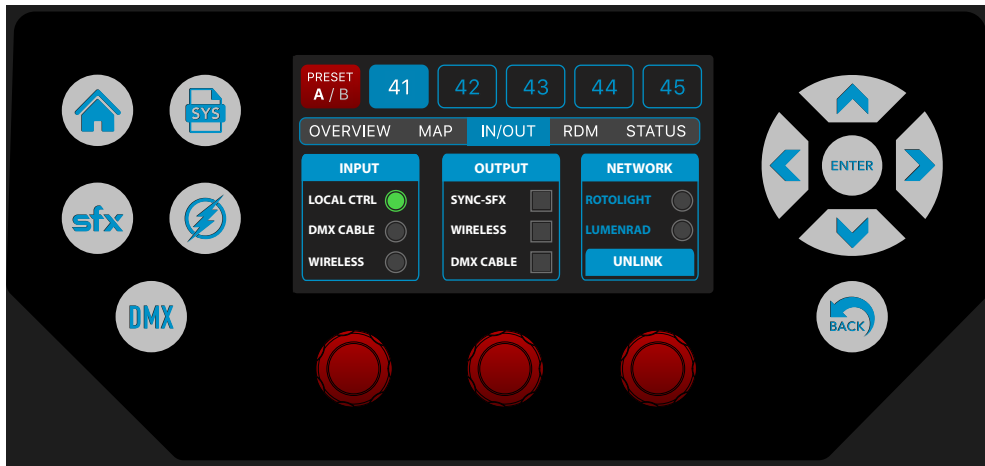 SYS
sfx
DMX
PRESET
A / B
41
42
43
44
45
OVERVIEW MAP IN/OUT RDM STATUS
INPUT
LOCAL CTRL
DMX CABLE
WIRELESS
OUTPUT
SYNC-SFX
WIRELESS
DMX CABLE
NETWORK
ROTOLIGHT
LUMENRAD
UNLINK
ENTER
BACK